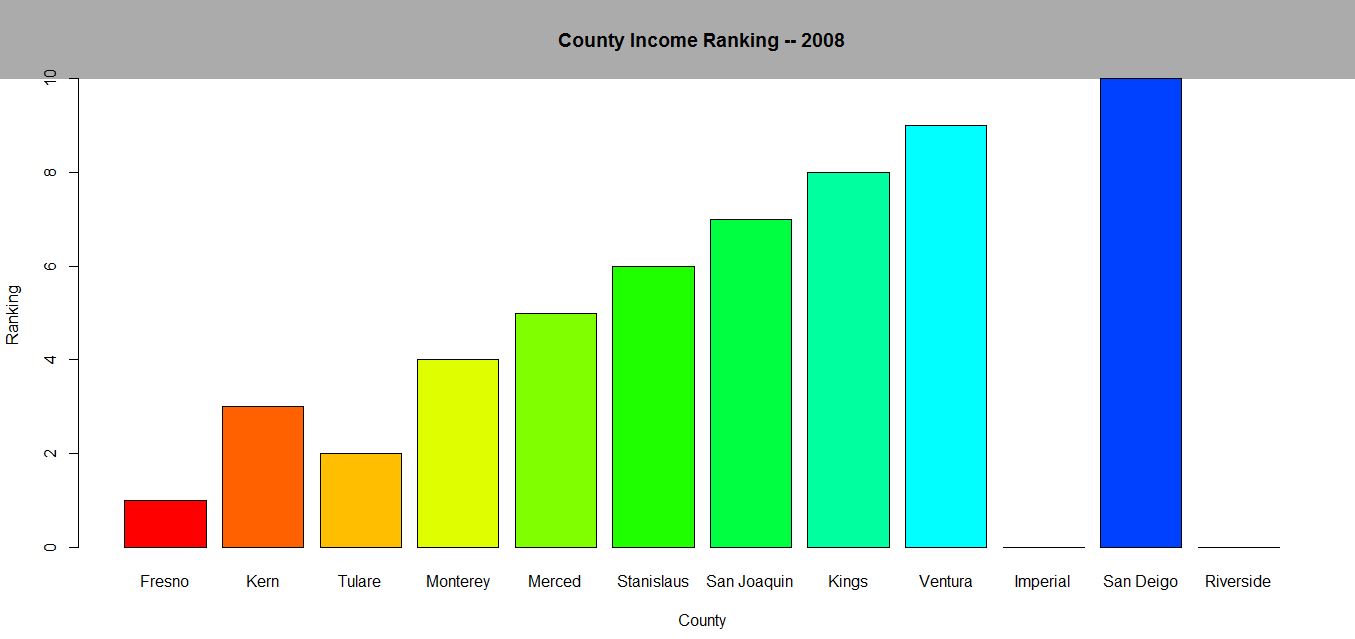 County Income Ranking -- 2008
10
8
6
4
2
0
Ranking
Fresno Kern Tulare Monterey Merced Stanislaus San Joaquin Kings Ventura Imperial San Deigo Riverside
County